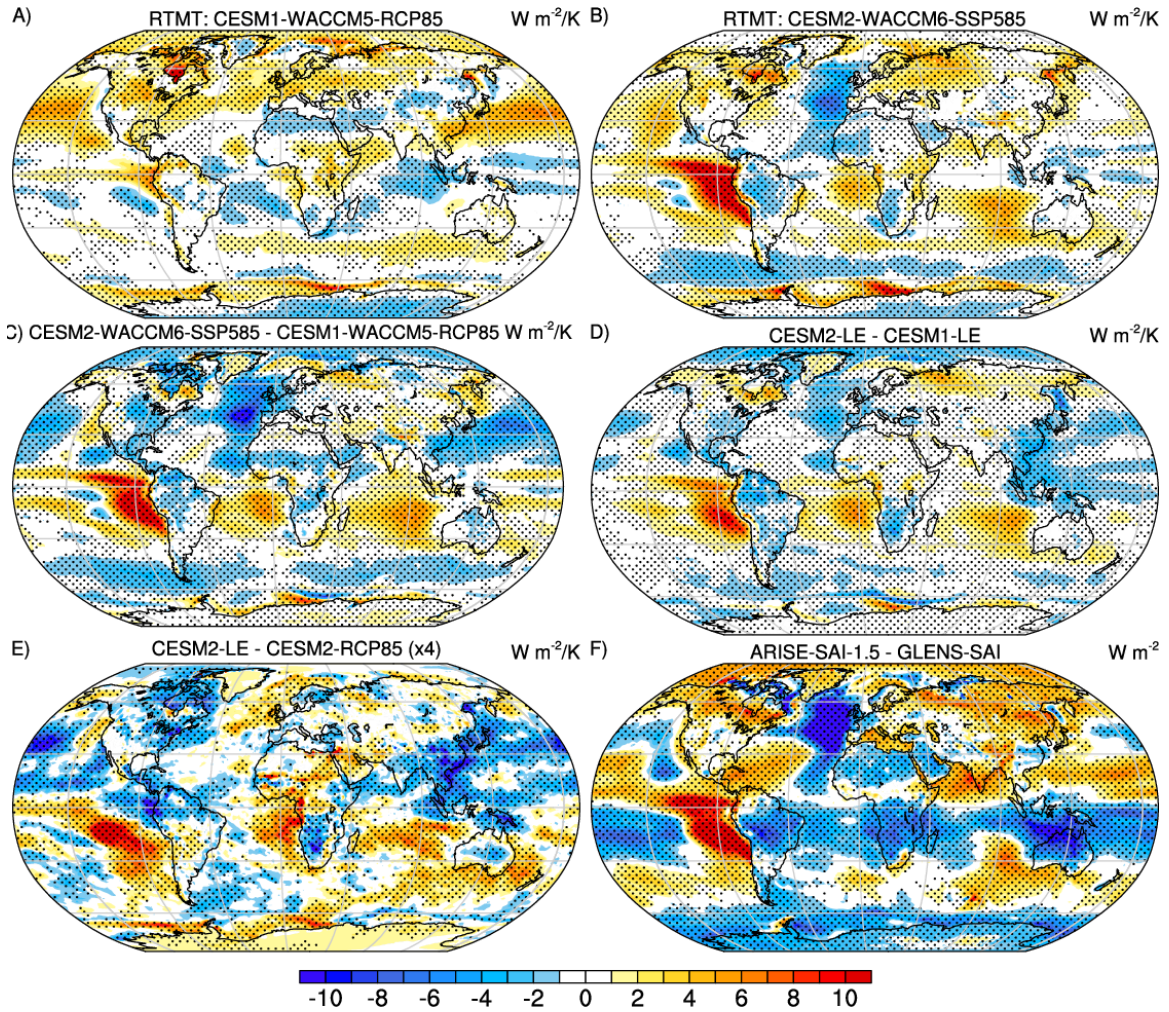 A) RTMT: CESM1-WACCM5-RCP85 W m⁻²/K
B) RTMT: CESM2-WACCM6-SSP585 W m⁻²/K
C) CESM2-WACCM6-SSP585 - CESM1-WACCM5-RCP85 W m⁻²/K
D) CESM2-LE - CESM1-LE W m⁻²/K
E) CESM2-LE - CESM2-RCP85 (x4) W m⁻²/K
F) ARISE-SAI-1.5 - GLENS-SAI W m⁻²
-10 -8 -6 -4 -2 0 2 4 6 8 10